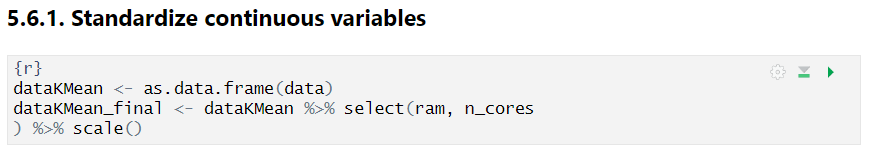 5.6.1. Standardize continuous variables
{r}
dataKMean <- as.data.frame(data)
dataKMean_final <- dataKMean %>% select(ram, n_cores
) %>% scale()